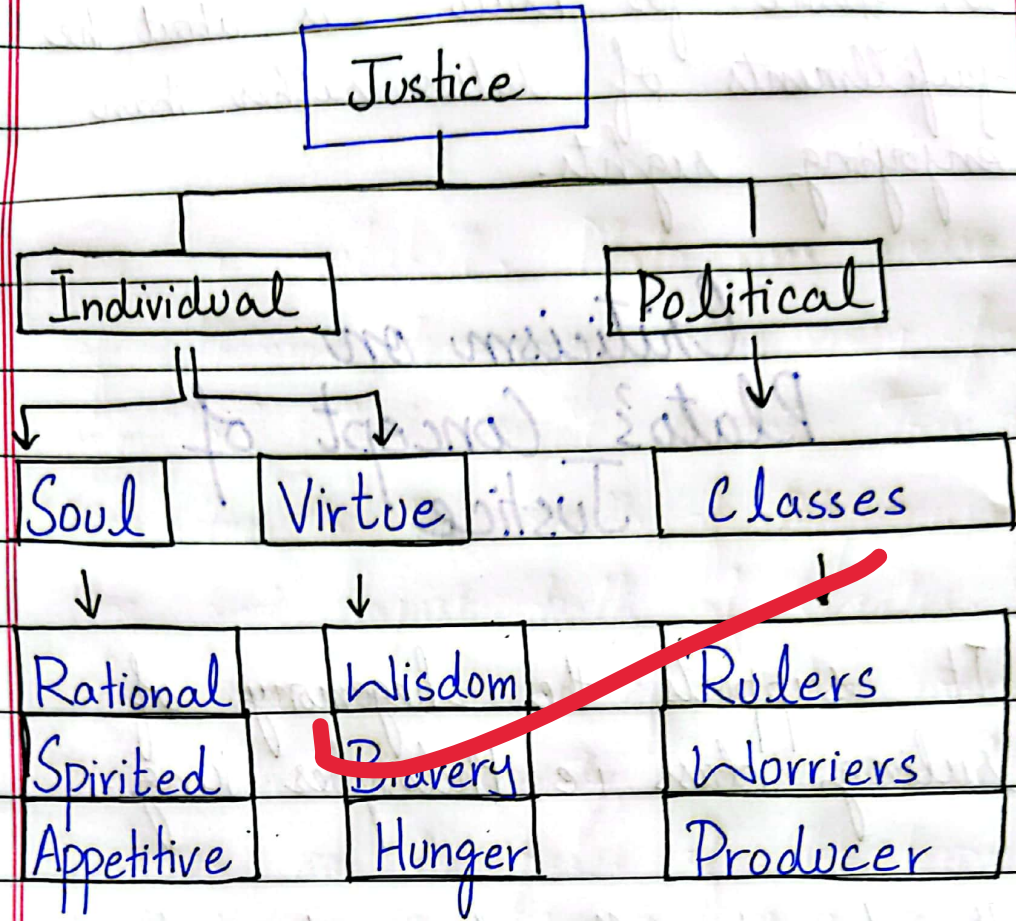 Justice
Individual Political
Soul Virtue Classes
Rational Wisdom Rulers
Spirited Bravery Worriers
Appetitive Hunger Producer